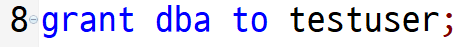 8 grant dba to testuser;